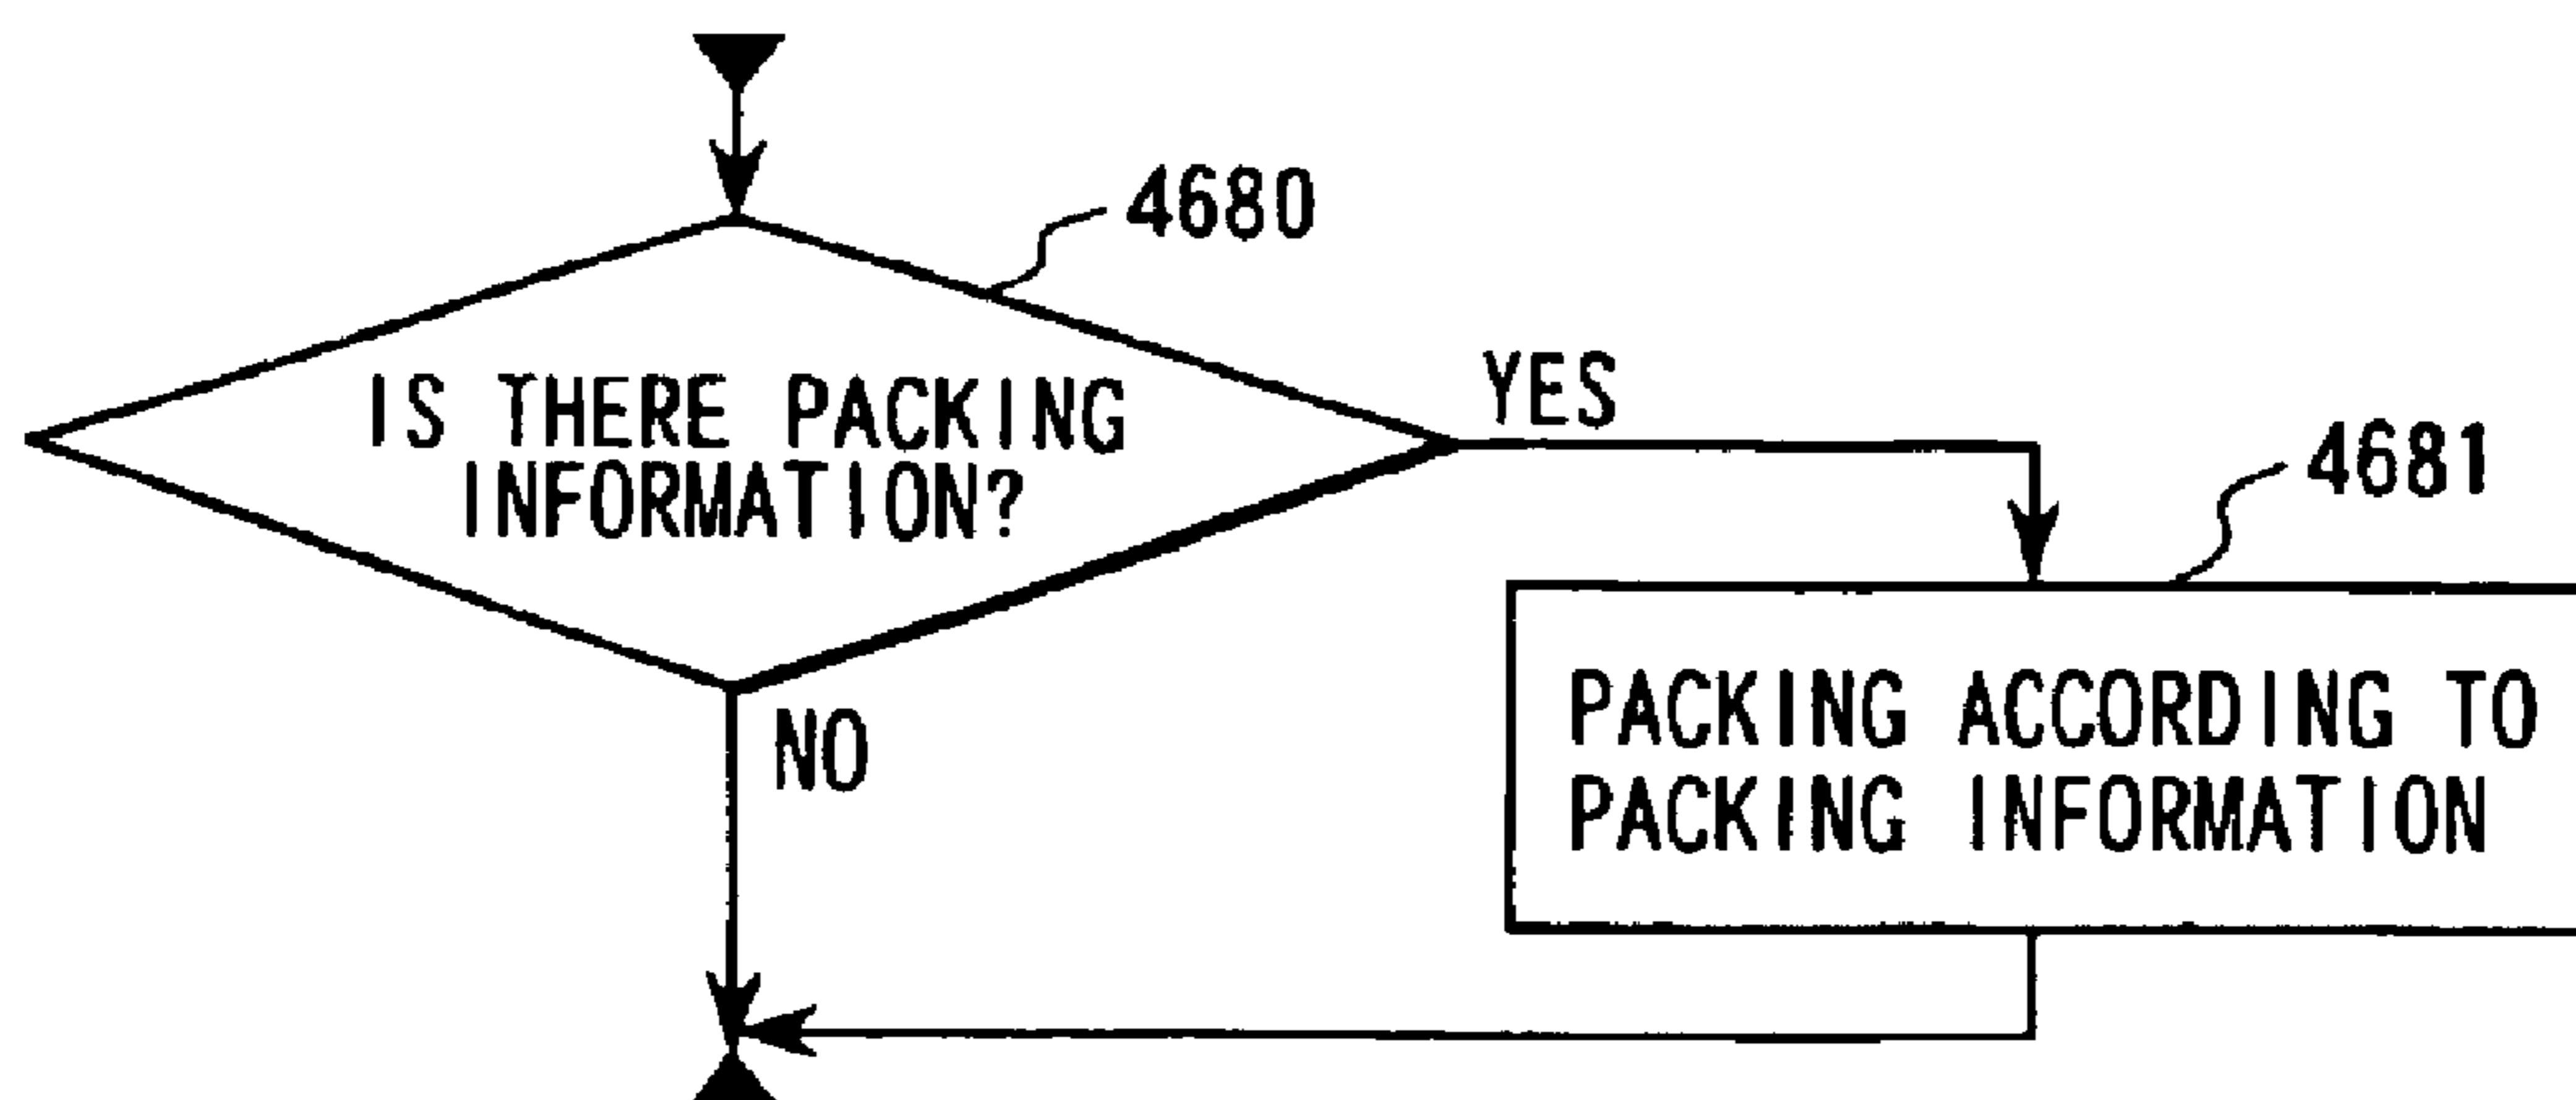 4680
IS THERE PACKING
INFORMATION?
YES
4681
NO
PACKING ACCORDING TO
PACKING INFORMATION